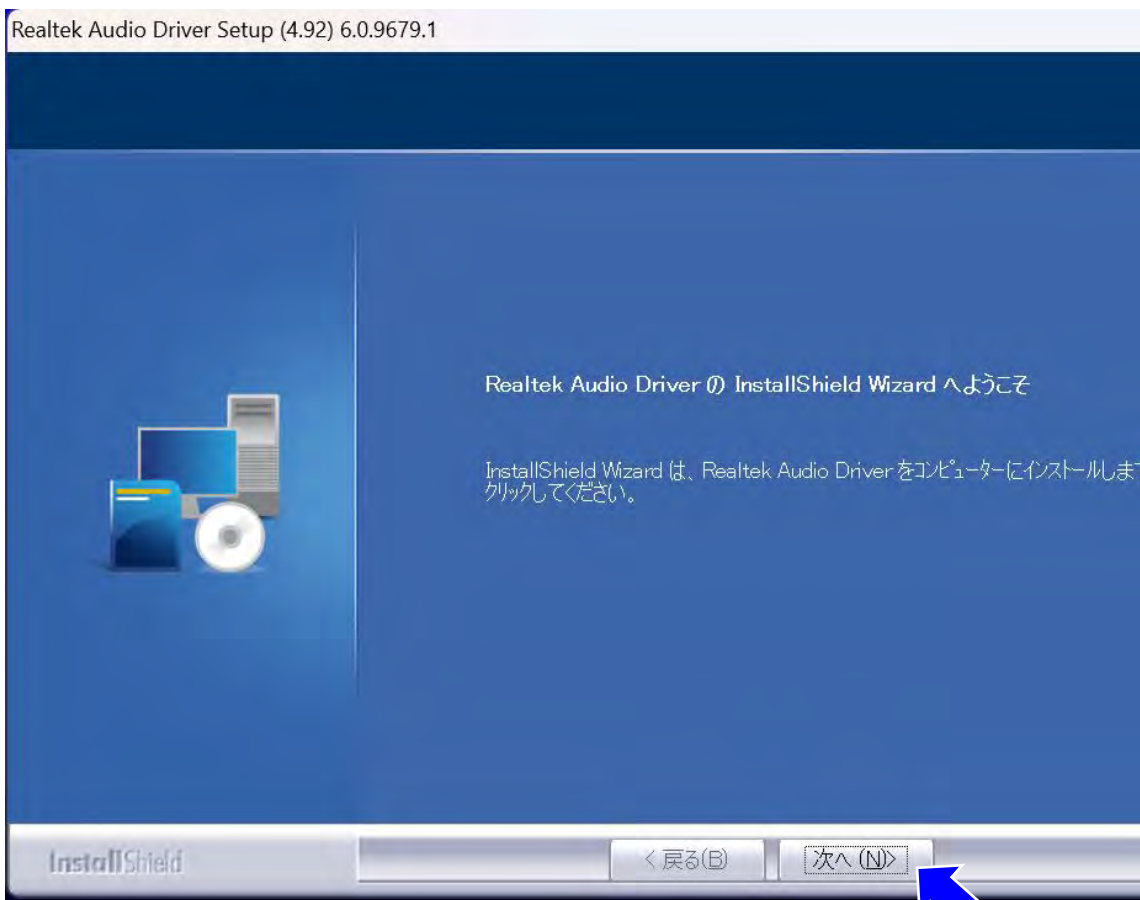 Realtek Audio Driver Setup (4.92) 6.0.9679.1
Realtek Audio Driver の InstallShield Wizard へようこそ
InstallShield Wizard は、Realtek Audio Driver をコンピューターにインストールしま
クリックしてください。
InstallShield
< 戻る(B)
次へ (N)>